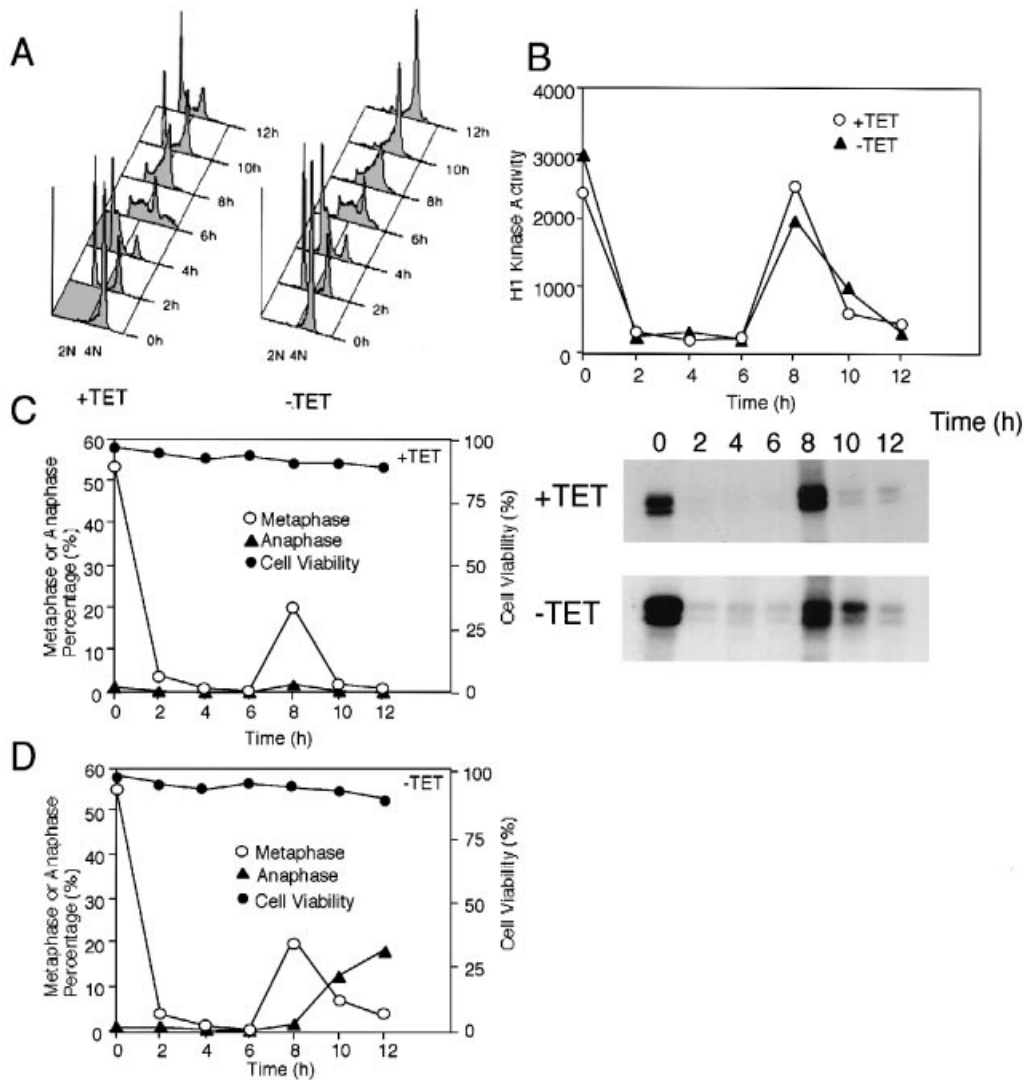 A
12h
10h
8h
6h
4h
2h
0h
2N 4N
+TET
12h
10h
8h
6h
4h
2h
0h
2N 4N
-TET
B
H1 Kinase Activity
4000
3000
2000
1000
0
+TET
-TET
0 2 4 6 8 10 12
Time (h)
Time (h)
0 2 4 6 8 10 12
+TET
-TET
C
Metaphase or Anaphase
Percentage (%)
60
50
40
30
20
10
0
+TET
Metaphase
Anaphase
Cell Viability
100
75
50
25
0
Cell Viability (%)
0 2 4 6 8 10 12
Time (h)
D
Metaphase or Anaphase
Percentage (%)
60
50
40
30
20
10
0
-TET
Metaphase
Anaphase
Cell Viability
100
75
50
25
0
Cell Viability (%)
0 2 4 6 8 10 12
Time (h)